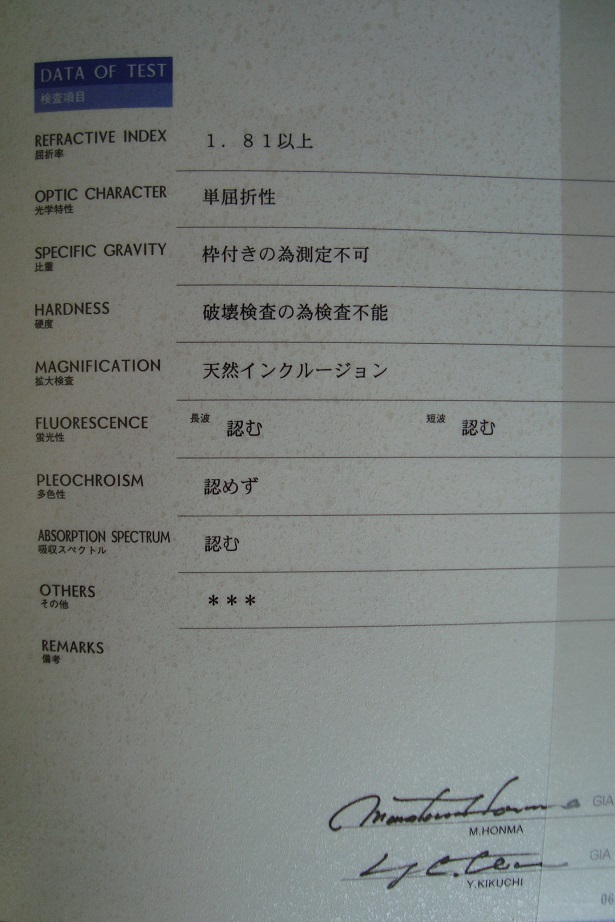 DATA OF TEST
検査項目
REFRACTIVE INDEX １．８１以上
屈折率
OPTIC CHARACTER 単屈折性
光学特性
SPECIFIC GRAVITY 枠付きの為測定不可
比重
HARDNESS 破壊検査の為検査不能
硬度
MAGNIFICATION 天然インクルージョン
拡大検査
FLUORESCENCE 長波 認む 短波 認む
蛍光性
PLEOCHROISM 認めず
多色性
ABSORPTION SPECTRUM 認む
吸収スペクトル
OTHERS ＊＊＊
その他
REMARKS
備考
GIA
M.HONMA
GIA
Y.KIKUCHI